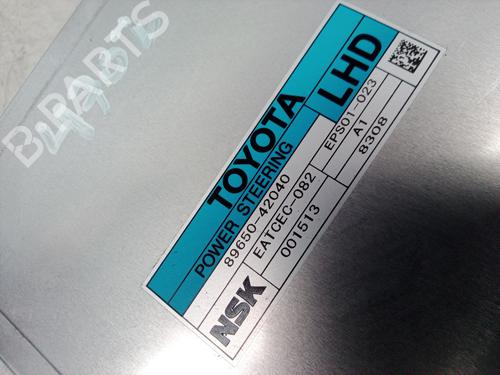 B-PARTS
TOYOTA
LHD
POWER STEERING
89650-42040
EPS01-023
EATCEC-082
A1
001513
8308
NSK